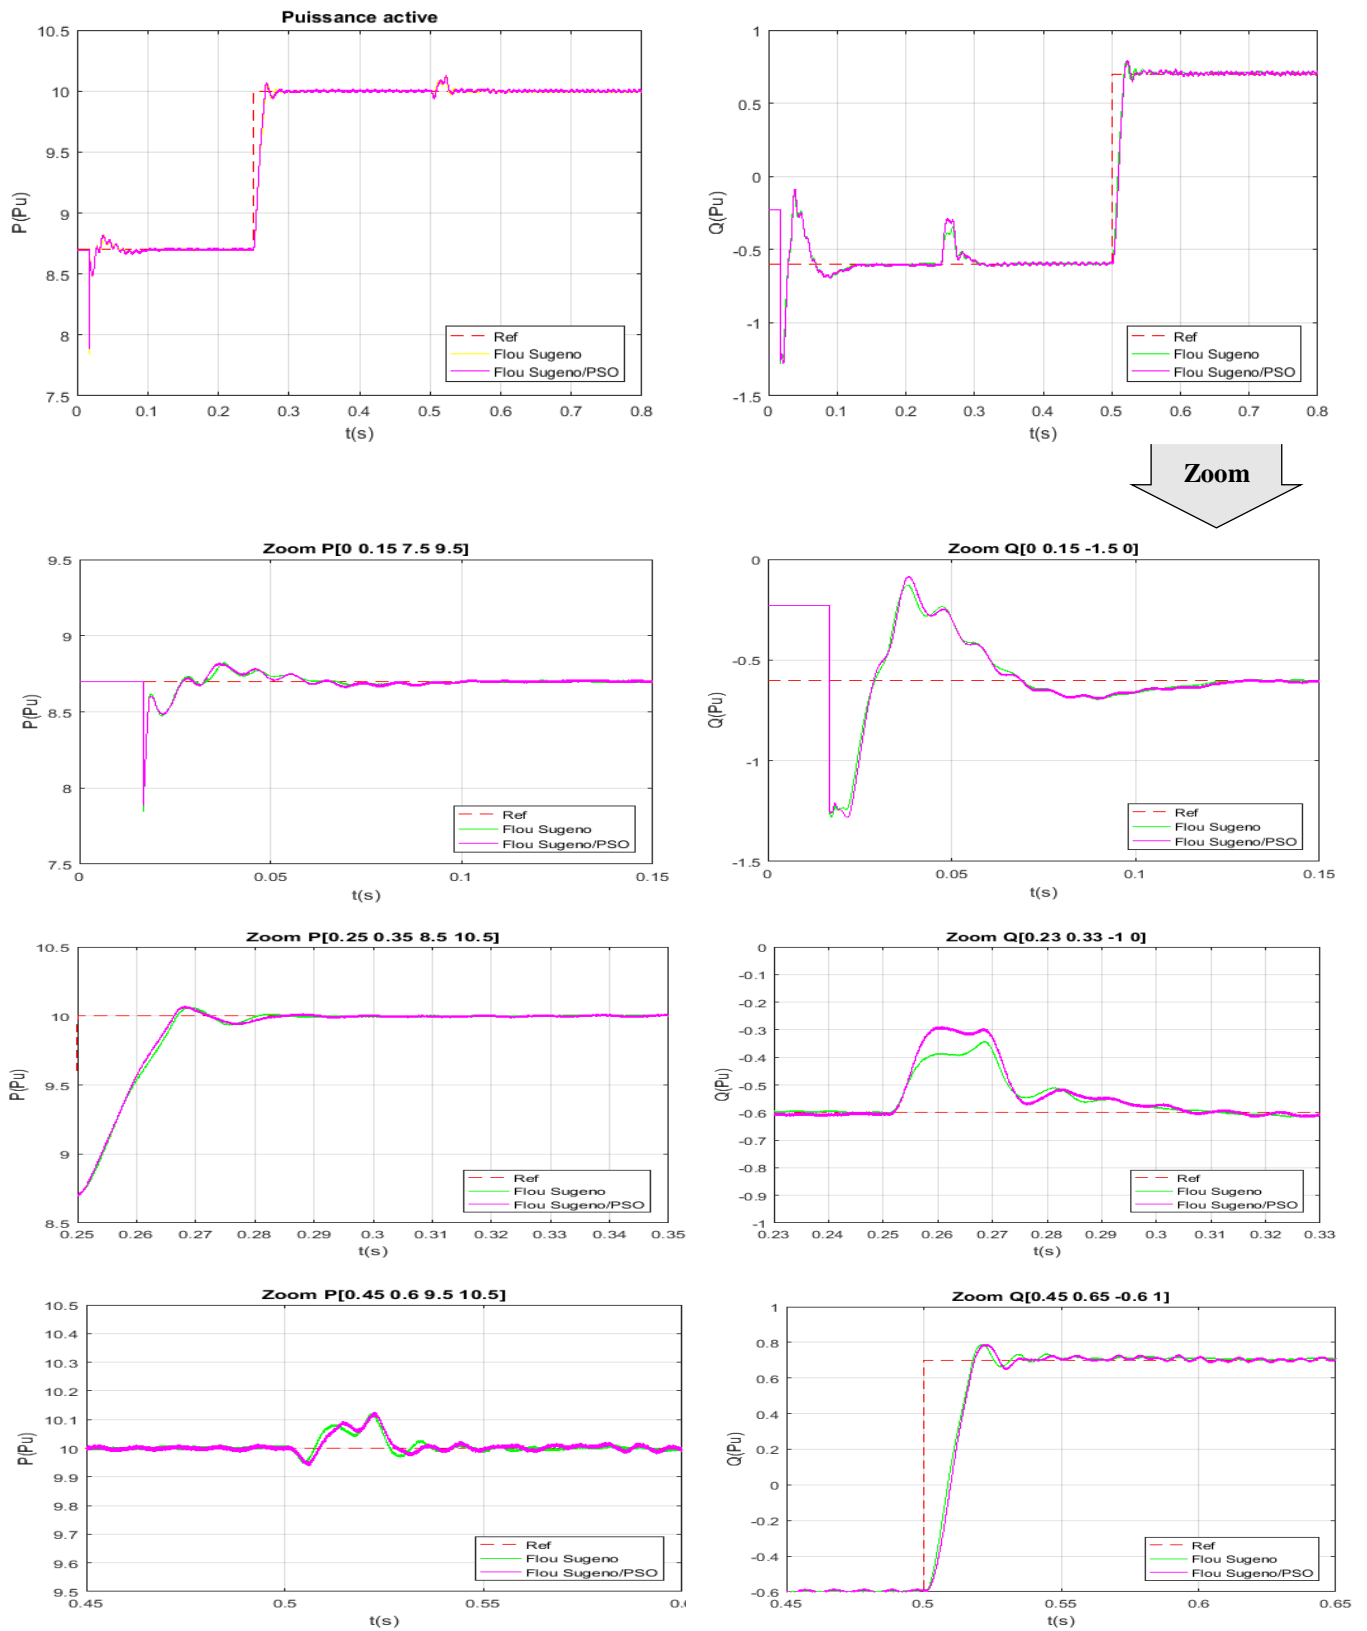 Puissance active
10.5
10
9.5
9
8.5
8
7.5
P(Pu)
0 0.1 0.2 0.3 0.4 0.5 0.6 0.7 0.8
t(s)
Ref
Flou Sugeno
Flou Sugeno/PSO
1
0.5
0
-0.5
-1
-1.5
Q(Pu)
0 0.1 0.2 0.3 0.4 0.5 0.6 0.7 0.8
t(s)
Ref
Flou Sugeno
Flou Sugeno/PSO
Zoom
Zoom P[0 0.15 7.5 9.5]
9.5
9
8.5
8
7.5
P(Pu)
0 0.05 0.1 0.15
t(s)
Ref
Flou Sugeno
Flou Sugeno/PSO
Zoom Q[0 0.15 -1.5 0]
0
-0.5
-1
-1.5
Q(Pu)
0 0.05 0.1 0.15
t(s)
Ref
Flou Sugeno
Flou Sugeno/PSO
Zoom P[0.25 0.35 8.5 10.5]
10.5
10
9.5
9
8.5
P(Pu)
0.25 0.26 0.27 0.28 0.29 0.3 0.31 0.32 0.33 0.34 0.35
t(s)
Ref
Flou Sugeno
Flou Sugeno/PSO
Zoom Q[0.23 0.33 -1 0]
0
-0.1
-0.2
-0.3
-0.4
-0.5
-0.6
-0.7
-0.8
-0.9
-1
Q(Pu)
0.23 0.24 0.25 0.26 0.27 0.28 0.29 0.3 0.31 0.32 0.33
t(s)
Ref
Flou Sugeno
Flou Sugeno/PSO
Zoom P[0.45 0.6 9.5 10.5]
10.5
10.4
10.3
10.2
10.1
10
9.9
9.8
9.7
9.6
9.5
P(Pu)
0.45 0.5 0.55
t(s)
Ref
Flou Sugeno
Flou Sugeno/PSO
Zoom Q[0.45 0.65 -0.6 1]
1
0.8
0.6
0.4
0.2
0
-0.2
-0.4
-0.6
Q(Pu)
0.45 0.5 0.55 0.6 0.65
t(s)
Ref
Flou Sugeno
Flou Sugeno/PSO